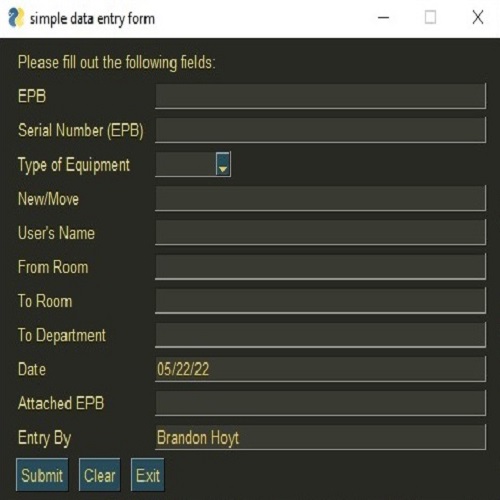 simple data entry form
Please fill out the following fields:
EPB
Serial Number (EPB)
Type of Equipment
New/Move
User's Name
From Room
To Room
To Department
Date 05/22/22
Attached EPB
Entry By Brandon Hoyt
Submit Clear Exit